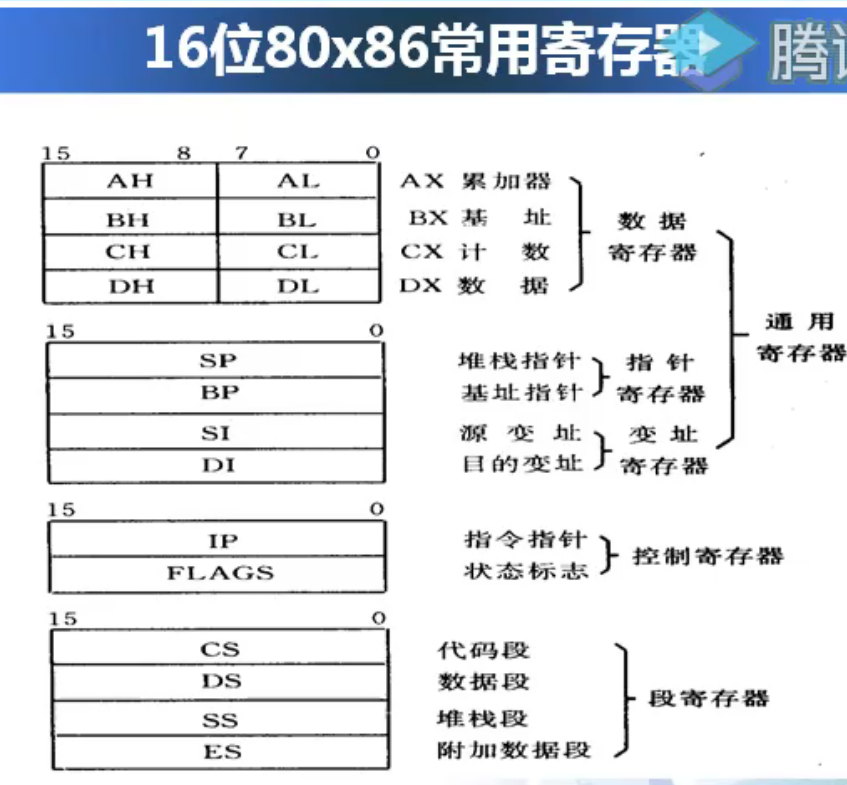 16位80x86常用寄存器
腾
15 8 7 0
AH AL AX 累加器
BH BL BX 基 址 数 据
CH CL CX 计 数 寄存器
DH DL DX 数 据
通 用
寄存器
15 0
SP 堆栈指针 指 针
BP 基址指针 寄存器
SI 源 变 址 变 址
DI 目的变址 寄存器
15 0
IP 指令指针 控制寄存器
FLAGS 状态标志
15 0
CS 代码段
DS 数据段 段寄存器
SS 堆栈段
ES 附加数据段